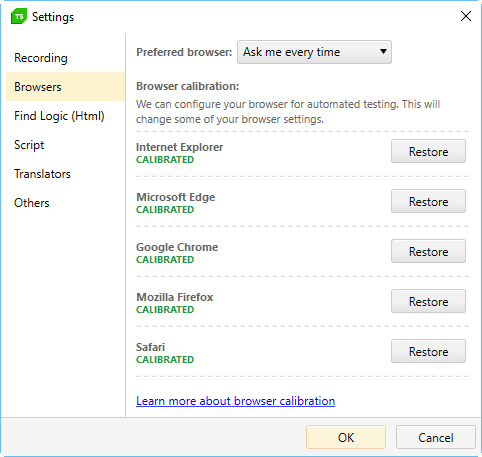 TS Settings
Recording
Browsers
Find Logic (Html)
Script
Translators
Others
Preferred browser: Ask me every time
Browser calibration:
We can configure your browser for automated testing. This will
change some of your browser settings.
Internet Explorer
CALIBRATED
Restore
Microsoft Edge
CALIBRATED
Restore
Google Chrome
CALIBRATED
Restore
Mozilla Firefox
CALIBRATED
Restore
Safari
CALIBRATED
Restore
Learn more about browser calibration
OK
Cancel